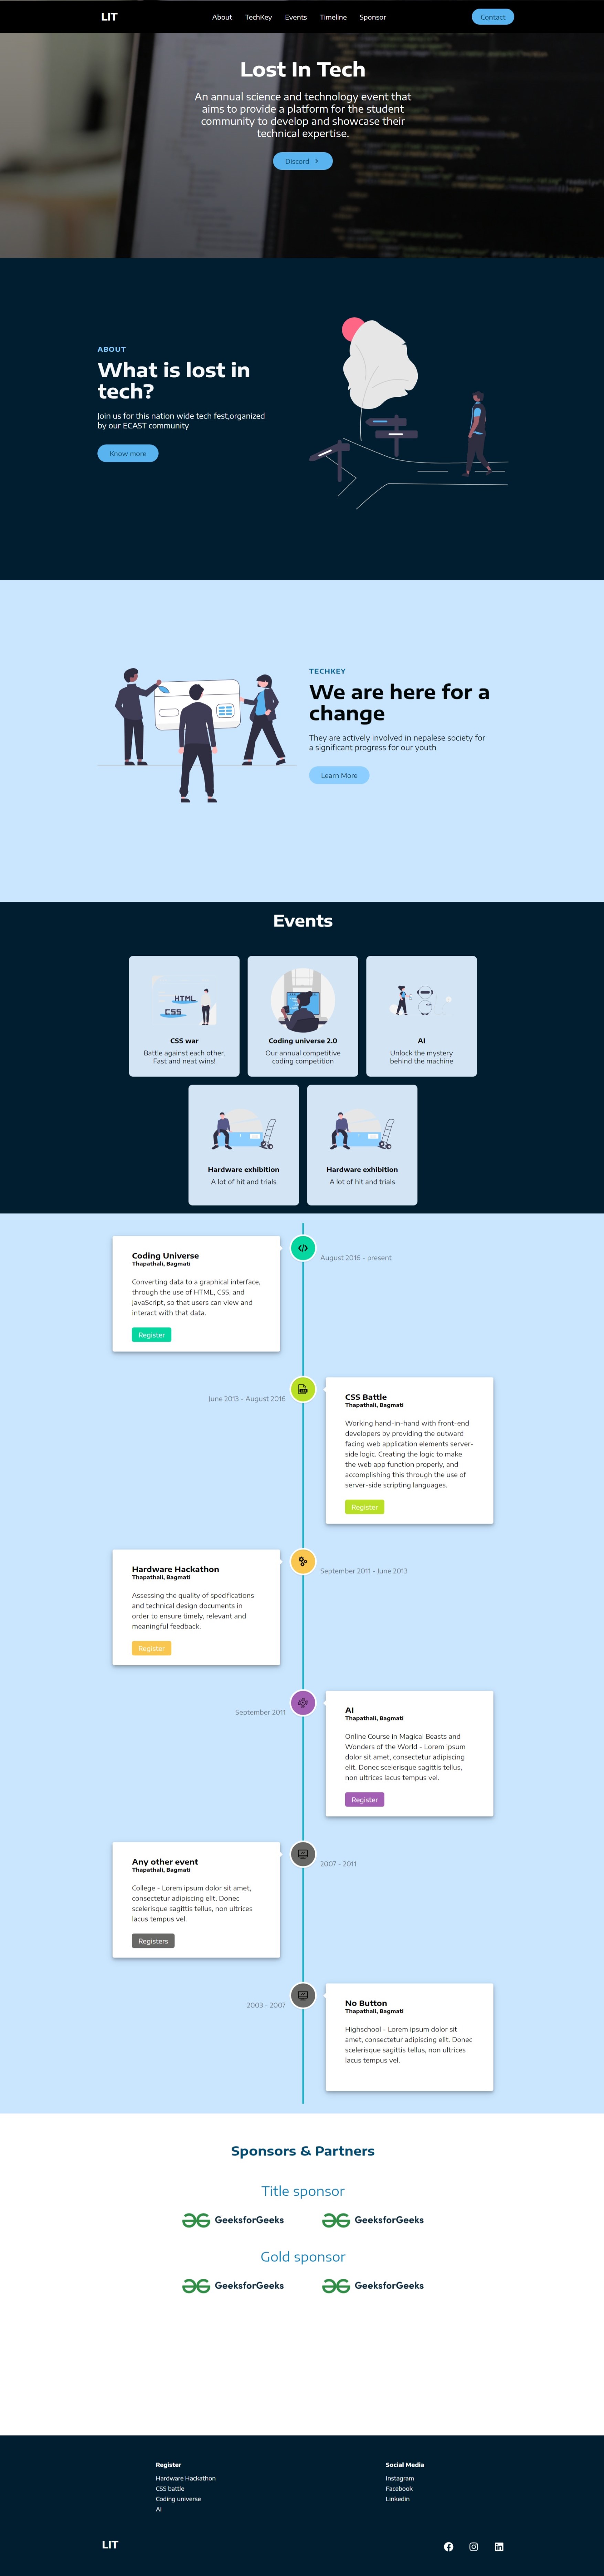 LIT
About TechKey Events Timeline Sponsor
Contact
Lost In Tech
An annual science and technology event that
aims to provide a platform for the student
community to develop and showcase their
technical expertise.
Discord
ABOUT
What is lost in
tech?
Join us for this nation wide tech fest,organized
by our ECAST community
Know more
TECHKEY
We are here for a
change
They are actively involved in nepalese society for
a significant progress for our youth
Learn More
Events
HTML
CSS
CSS war
Battle against each other.
Fast and neat wins!
Coding universe 2.0
Our annual competitive
coding competition
AI
Unlock the mystery
behind the machine
Hardware exhibition
A lot of hit and trials
Hardware exhibition
A lot of hit and trials
Coding Universe
Thapathali, Bagmati
Converting data to a graphical interface,
through the use of HTML, CSS, and
JavaScript, so that users can view and
interact with that data.
Register
August 2016 - present
June 2013 - August 2016
CSS Battle
Thapathali, Bagmati
Working hand-in-hand with front-end
developers by providing the outward
facing web application elements server-
side logic. Creating the logic to make
the web app function properly, and
accomplishing this through the use of
server-side scripting languages.
Register
Hardware Hackathon
Thapathali, Bagmati
Assessing the quality of specifications
and technical design documents in
order to ensure timely, relevant and
meaningful feedback.
Register
September 2011 - June 2013
September 2011
AI
Thapathali, Bagmati
Online Course in Magical Beasts and
Wonders of the World - Lorem ipsum
dolor sit amet, consectetur adipiscing
elit. Donec scelerisque sagittis tellus,
non ultrices lacus tempus vel.
Register
Any other event
Thapathali, Bagmati
College - Lorem ipsum dolor sit amet,
consectetur adipiscing elit. Donec
scelerisque sagittis tellus, non ultrices
lacus tempus vel.
Registers
2007 - 2011
2003 - 2007
No Button
Thapathali, Bagmati
Highschool - Lorem ipsum dolor sit
amet, consectetur adipiscing elit. Donec
scelerisque sagittis tellus, non ultrices
lacus tempus vel.
Sponsors & Partners
Title sponsor
GeeksforGeeks GeeksforGeeks
Gold sponsor
GeeksforGeeks GeeksforGeeks
Register
Hardware Hackathon
CSS battle
Coding universe
AI
Social Media
Instagram
Facebook
Linkedin
LIT